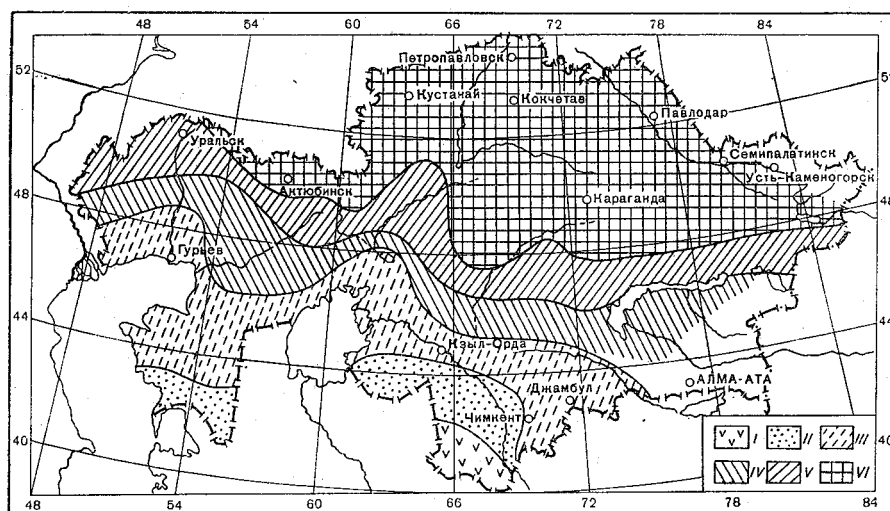 48 54 60 66 72 78 84
52
48
44
40
Петропавловск
Кустанай
Кокчетав
Павлодар
Уральск
Семипалатинск
Усть-Каменогорск
Актюбинск
Караганда
48
Гурьев
44
Кзыл-Орда
Джамбул
АЛМА-АТА
Чимкент
I II III
IV V VI
40
48 54 60 66 72 78 84